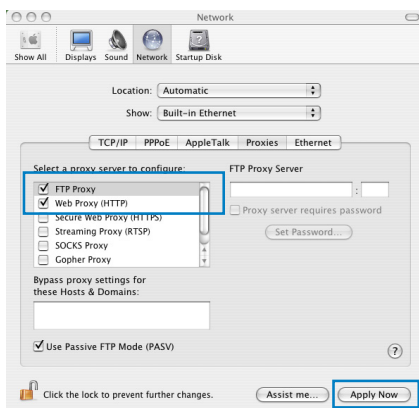 Network
Show All Displays Sound Network Startup Disk
Location: Automatic
Show: Built-in Ethernet
TCP/IP PPPoE AppleTalk Proxies Ethernet
Select a proxy server to configure:
FTP Proxy
Web Proxy (HTTP)
Secure Web Proxy (HTTPS)
Streaming Proxy (RTSP)
SOCKS Proxy
Gopher Proxy
FTP Proxy Server
:
Proxy server requires password
Set Password...
Bypass proxy settings for
these Hosts & Domains:
Use Passive FTP Mode (PASV)
?
Click the lock to prevent further changes.
Assist me... Apply Now